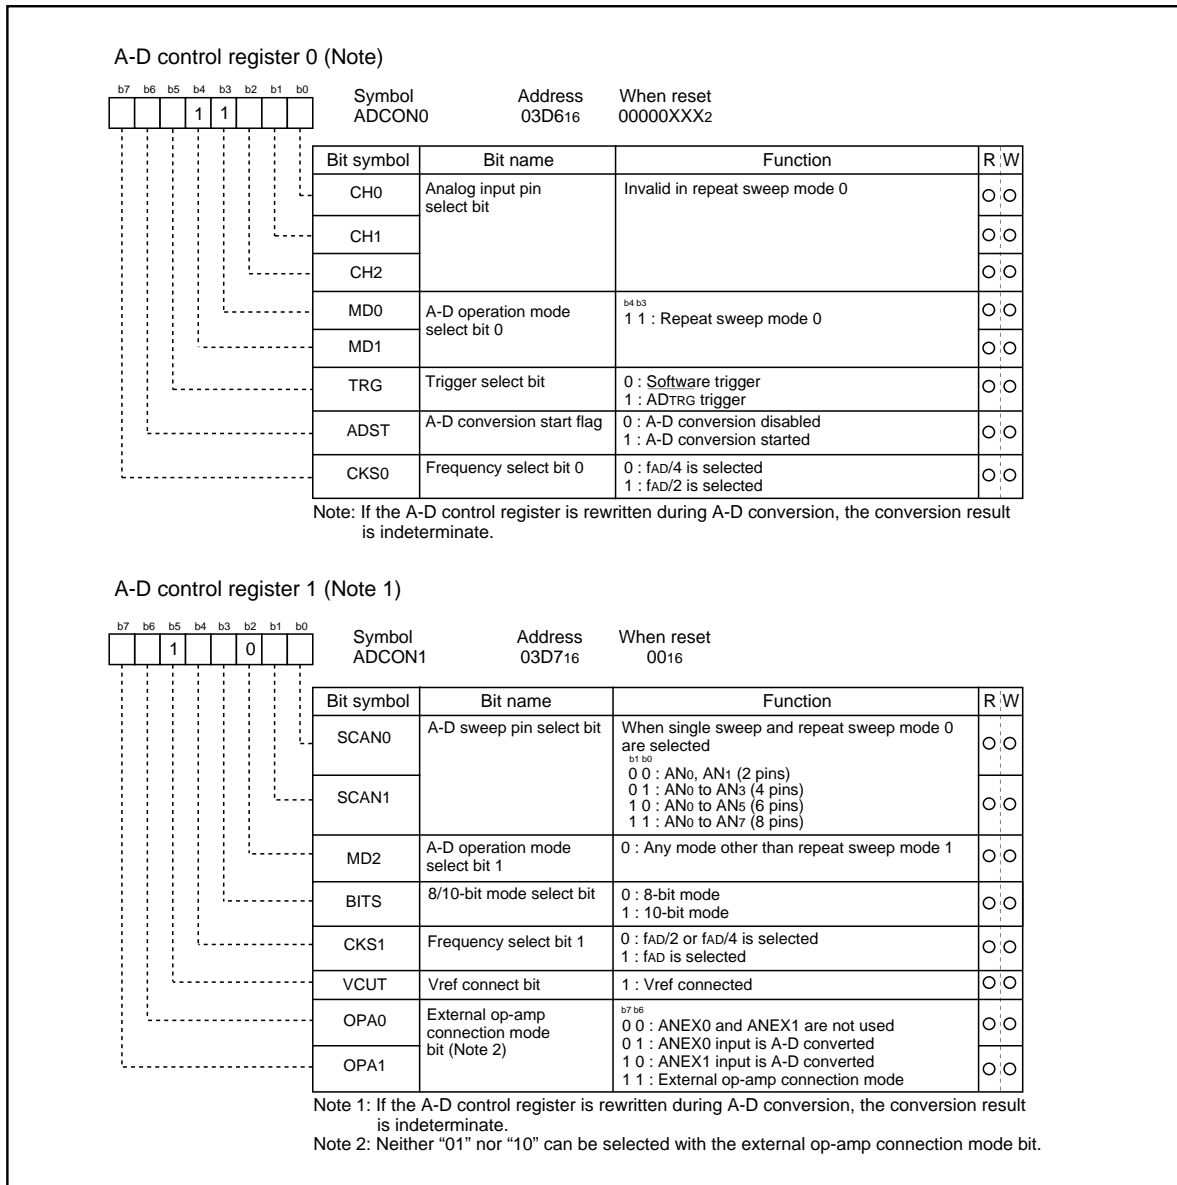 A-D control register 0 (Note)
b7 b6 b5 b4 b3 b2 b1 b0
1 1
Symbol Address When reset
ADCON0 03D616 00000XXX2
Bit symbol Bit name Function R W
CH0 Analog input pin Invalid in repeat sweep mode 0
select bit
CH1
CH2
MD0 A-D operation mode b4 b3
select bit 0 1 1 : Repeat sweep mode 0
MD1
TRG Trigger select bit 0 : Software trigger
1 : ADTRG trigger
ADST A-D conversion start flag 0 : A-D conversion disabled
1 : A-D conversion started
CKS0 Frequency select bit 0 0 : fAD/4 is selected
1 : fAD/2 is selected
Note: If the A-D control register is rewritten during A-D conversion, the conversion result
is indeterminate.
A-D control register 1 (Note 1)
b7 b6 b5 b4 b3 b2 b1 b0
1 0
Symbol Address When reset
ADCON1 03D716 0016
Bit symbol Bit name Function R W
SCAN0 A-D sweep pin select bit When single sweep and repeat sweep mode 0
are selected
b1 b0
0 0 : AN0, AN1 (2 pins)
SCAN1 0 1 : AN0 to AN3 (4 pins)
1 0 : AN0 to AN5 (6 pins)
1 1 : AN0 to AN7 (8 pins)
MD2 A-D operation mode 0 : Any mode other than repeat sweep mode 1
select bit 1
BITS 8/10-bit mode select bit 0 : 8-bit mode
1 : 10-bit mode
CKS1 Frequency select bit 1 0 : fAD/2 or fAD/4 is selected
1 : fAD is selected
VCUT Vref connect bit 1 : Vref connected
OPA0 External op-amp b7 b6
connection mode 0 0 : ANEX0 and ANEX1 are not used
bit (Note 2) 0 1 : ANEX0 input is A-D converted
OPA1 1 0 : ANEX1 input is A-D converted
1 1 : External op-amp connection mode
Note 1: If the A-D control register is rewritten during A-D conversion, the conversion result
is indeterminate.
Note 2: Neither “01” nor “10” can be selected with the external op-amp connection mode bit.